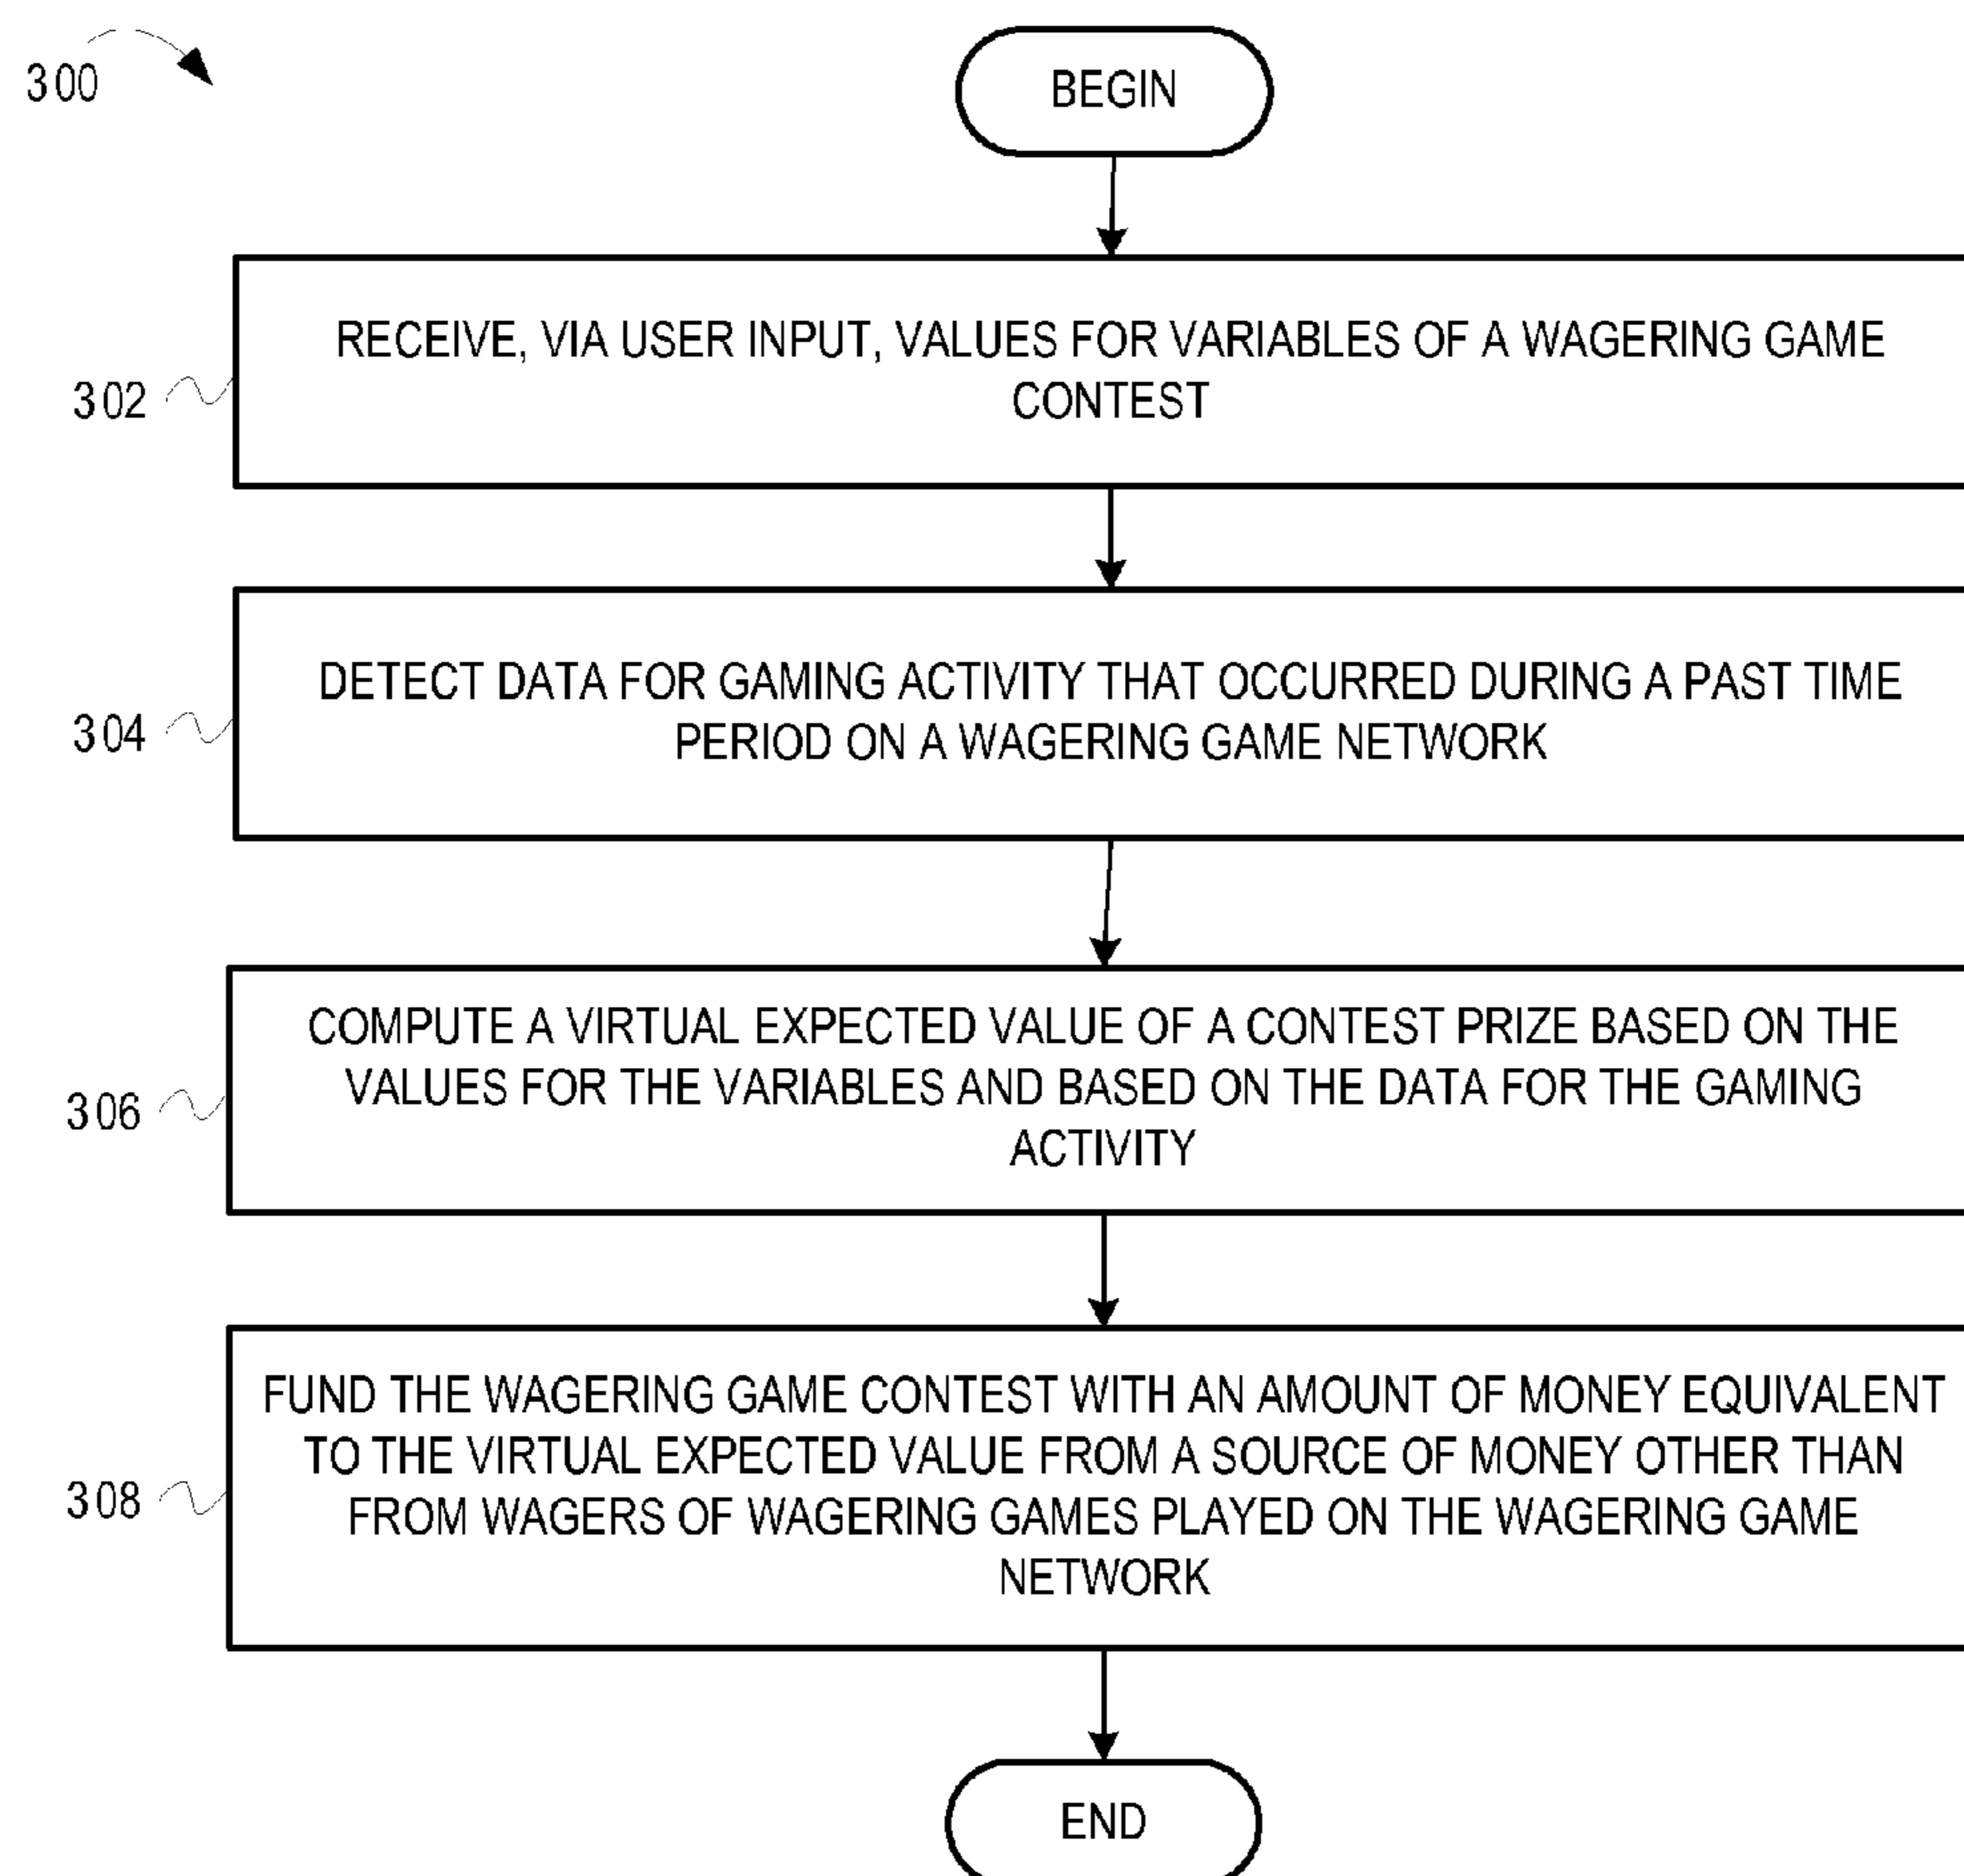 300
BEGIN
RECEIVE, VIA USER INPUT, VALUES FOR VARIABLES OF A WAGERING GAME
CONTEST
302
DETECT DATA FOR GAMING ACTIVITY THAT OCCURRED DURING A PAST TIME
PERIOD ON A WAGERING GAME NETWORK
304
COMPUTE A VIRTUAL EXPECTED VALUE OF A CONTEST PRIZE BASED ON THE
VALUES FOR THE VARIABLES AND BASED ON THE DATA FOR THE GAMING
ACTIVITY
306
FUND THE WAGERING GAME CONTEST WITH AN AMOUNT OF MONEY EQUIVALENT
TO THE VIRTUAL EXPECTED VALUE FROM A SOURCE OF MONEY OTHER THAN
FROM WAGERS OF WAGERING GAMES PLAYED ON THE WAGERING GAME
NETWORK
308
END